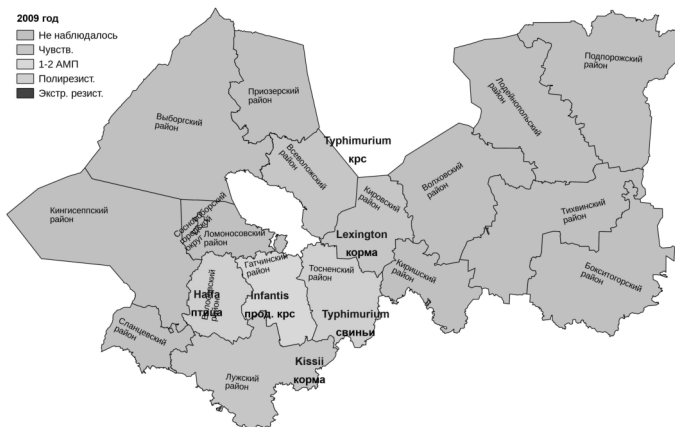 2009 год
Не наблюдалось
Чувств.
1-2 АМП
Полирезист.
Экстр. резист.
Подпорожский
район
Лодейнопольский
район
Приозерский
район
Выборгский
район
Typhimurium
крс
Всеволожский
район
Волховский
район
Кировский
район
Тихвинский
район
Кингисеппский
район
Ломоносовский
район
Lexington
корма
Гатчинский
район
Тосненский
район
Киришский
район
Бокситогорский
район
Haifa
птица
район
Infantis
прод. крс
Typhimurium
свиньи
Сланцевский
район
Kissii
корма
Лужский
район